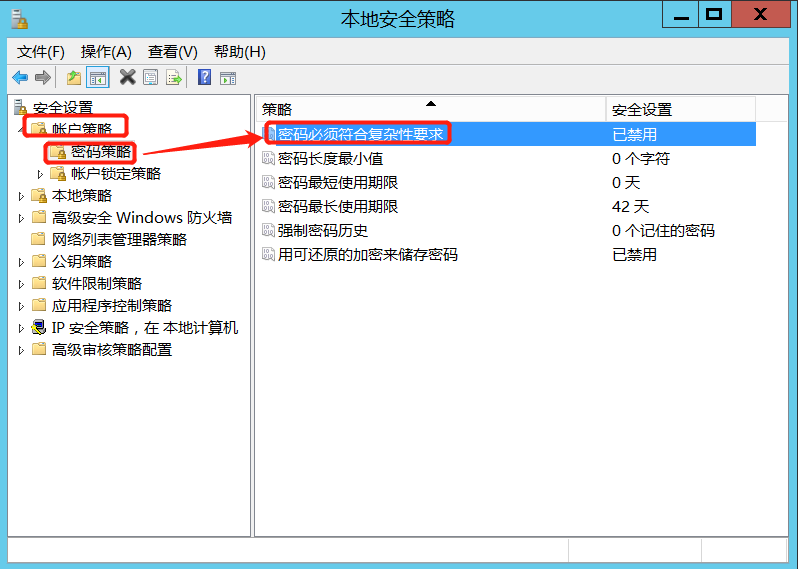 本地安全策略
文件(F) 操作(A) 查看(V) 帮助(H)
安全设置
帐户策略
密码策略
帐户锁定策略
本地策略
高级安全 Windows 防火墙
网络列表管理器策略
公钥策略
软件限制策略
应用程序控制策略
IP 安全策略，在 本地计算机
高级审核策略配置
策略 安全设置
密码必须符合复杂性要求 已禁用
密码长度最小值 0 个字符
密码最短使用期限 0 天
密码最长使用期限 42 天
强制密码历史 0 个记住的密码
用可还原的加密来储存密码 已禁用